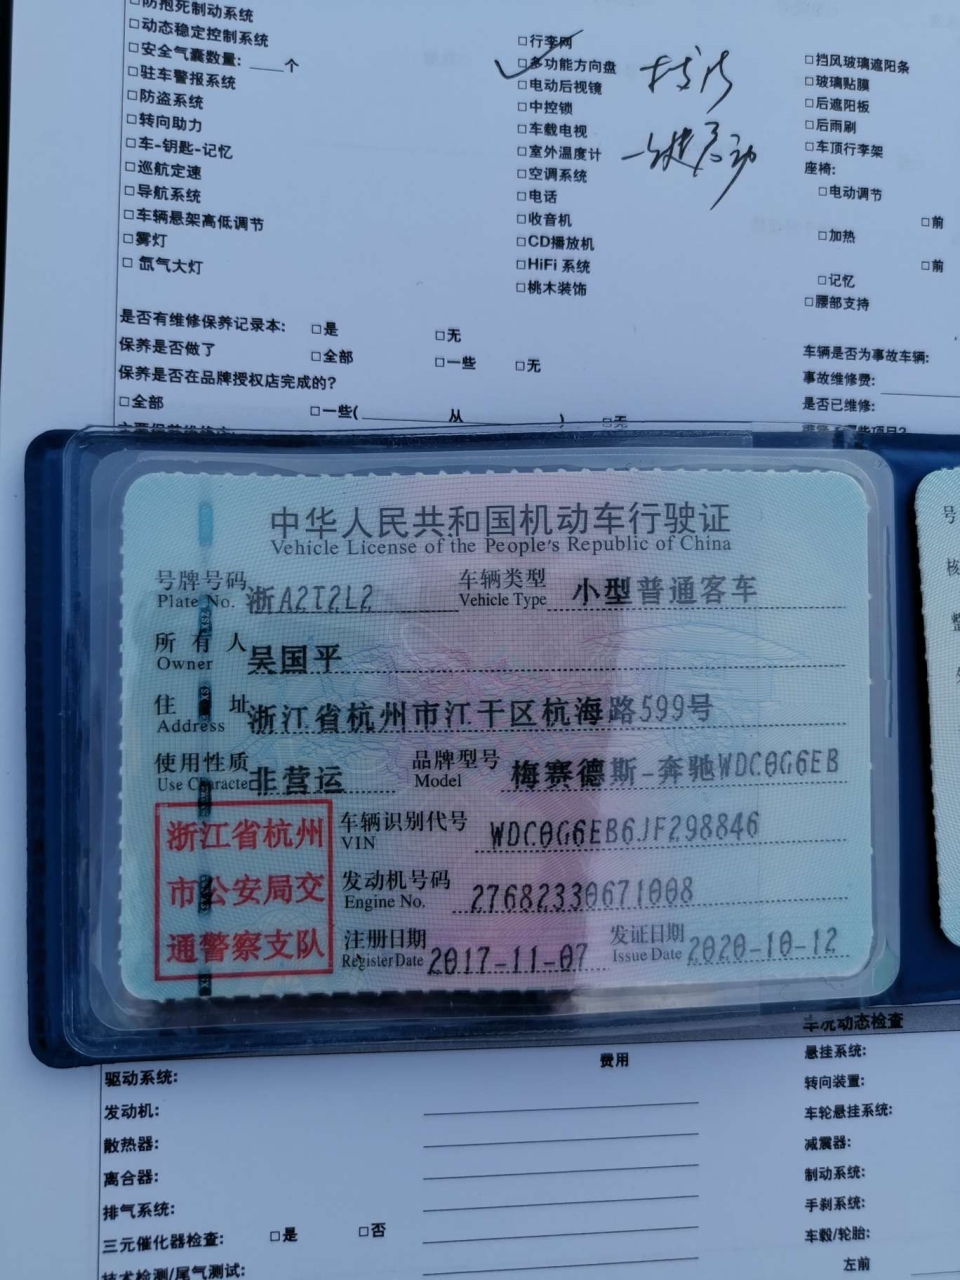 防抱死制动系统
□动态稳定控制系统
□安全气囊数量: 个
□驻车警报系统
□防盗系统
□转向助力
□车-钥匙-记忆
□巡航定速
□导航系统
□车辆悬架高低调节
□雾灯
□氙气大灯
□行李网
□多功能方向盘
□电动后视镜
□中控锁
□车载电视
□室外温度计
□空调系统
□电话
□收音机
□CD播放机
□HiFi 系统
□桃木装饰
一键启动
□挡风玻璃遮阳条
□玻璃贴膜
□后遮阳板
□后雨刷
□车顶行李架
座椅:
□电动调节
□前
□加热
□前
□记忆
□腰部支持
是否有维修保养记录本: □是 □无
保养是否做了 □全部 □一些 □无
保养是否在品牌授权店完成的?
□全部 □一些( 从 ) □无
车辆是否为事故车辆:
事故维修费:
是否已维修:
中华人民共和国机动车行驶证
Vehicle License of the People's Republic of China
号牌号码 浙A2T2L2 车辆类型 小型普通客车
Plate No. Vehicle Type
所有人 吴国平
Owner
住址 浙江省杭州市江干区杭海路599号
Address
使用性质 非营运 品牌型号 梅赛德斯-奔驰WDC0G6EB
Use Character Model
浙江省杭州
市公安局交
通警察支队
车辆识别代号 WDC0G6EB6JF298846
VIN
发动机号码 27682330671008
Engine No.
注册日期 2017-11-07 发证日期 2020-10-12
Register Date Issue Date
号
核
整
费用
驱动系统:
发动机:
散热器:
离合器:
排气系统:
三元催化器检查: □是 □否
技术检测/尾气测试:
车况动态检查
悬挂系统:
转向装置:
车轮悬挂系统:
减震器:
制动系统:
手刹系统:
车毂/轮胎:
左前